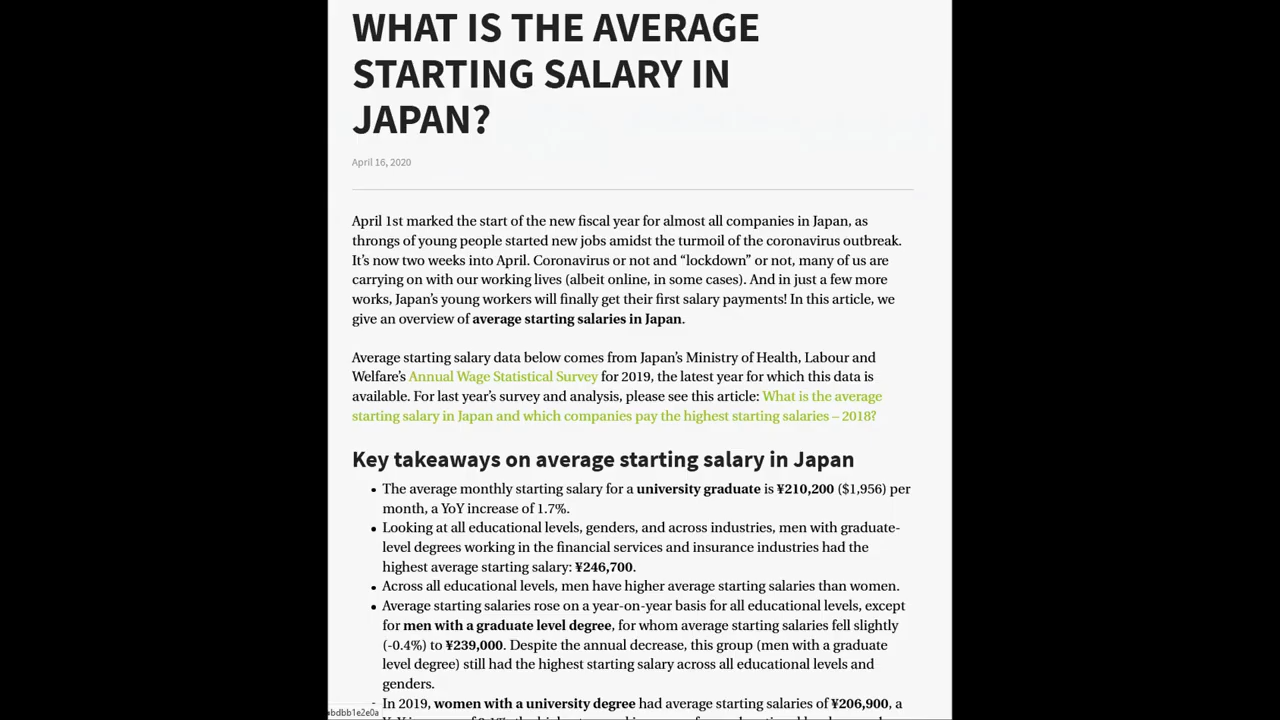 WHAT IS THE AVERAGE
STARTING SALARY IN
JAPAN?
April 16, 2020
April 1st marked the start of the new fiscal year for almost all companies in Japan, as
throngs of young people started new jobs amidst the turmoil of the coronavirus outbreak.
It's now two weeks into April. Coronavirus or not and “lockdown” or not, many of us are
carrying on with our working lives (albeit online, in some cases). And in just a few more
works, Japan's young workers will finally get their first salary payments! In this article, we
give an overview of average starting salaries in Japan.
Average starting salary data below comes from Japan's Ministry of Health, Labour and
Welfare's Annual Wage Statistical Survey for 2019, the latest year for which this data is
available. For last year's survey and analysis, please see this article: What is the average
starting salary in Japan and which companies pay the highest starting salaries – 2018?
Key takeaways on average starting salary in Japan
• The average monthly starting salary for a university graduate is ¥210,200 ($1,956) per
month, a YoY increase of 1.7%.
• Looking at all educational levels, genders, and across industries, men with graduate-
level degrees working in the financial services and insurance industries had the
highest average starting salary: ¥246,700.
• Across all educational levels, men have higher average starting salaries than women.
• Average starting salaries rose on a year-on-year basis for all educational levels, except
for men with a graduate level degree, for whom average starting salaries fell slightly
(-0.4%) to ¥239,000. Despite the annual decrease, this group (men with a graduate
level degree) still had the highest starting salary across all educational levels and
genders.
• In 2019, women with a university degree had average starting salaries of ¥206,900, a
bdbb1e2e0a